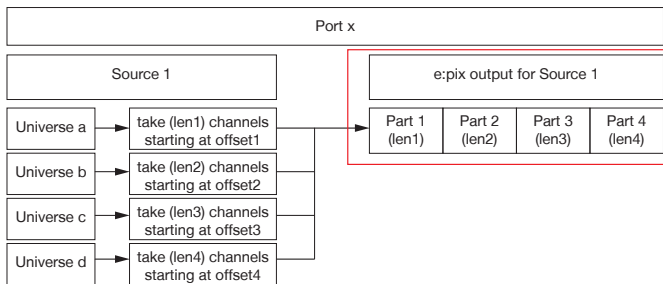 Port x
Source 1
e:pix output for Source 1
Universe a
take (len1) channels
starting at offset1
Part 1
(len1)
Part 2
(len2)
Part 3
(len3)
Part 4
(len4)
Universe b
take (len2) channels
starting at offset2
Universe c
take (len3) channels
starting at offset3
Universe d
take (len4) channels
starting at offset4